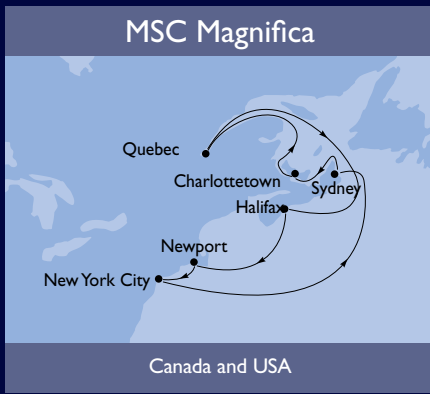 MSC Magnifica
Quebec
Charlottetown
Sydney
Halifax
Newport
New York City
Canada and USA